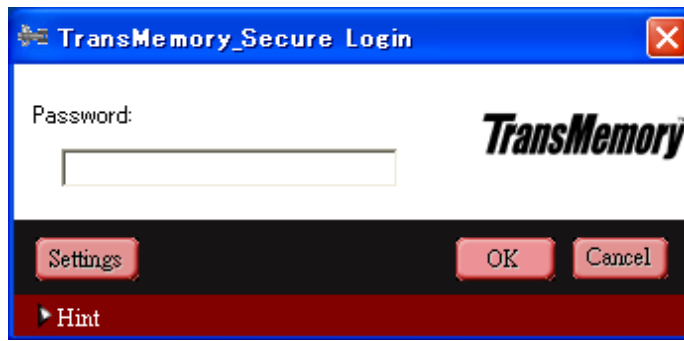 TransMemory_Secure Login
Password:
TransMemory
Settings
OK
Cancel
Hint